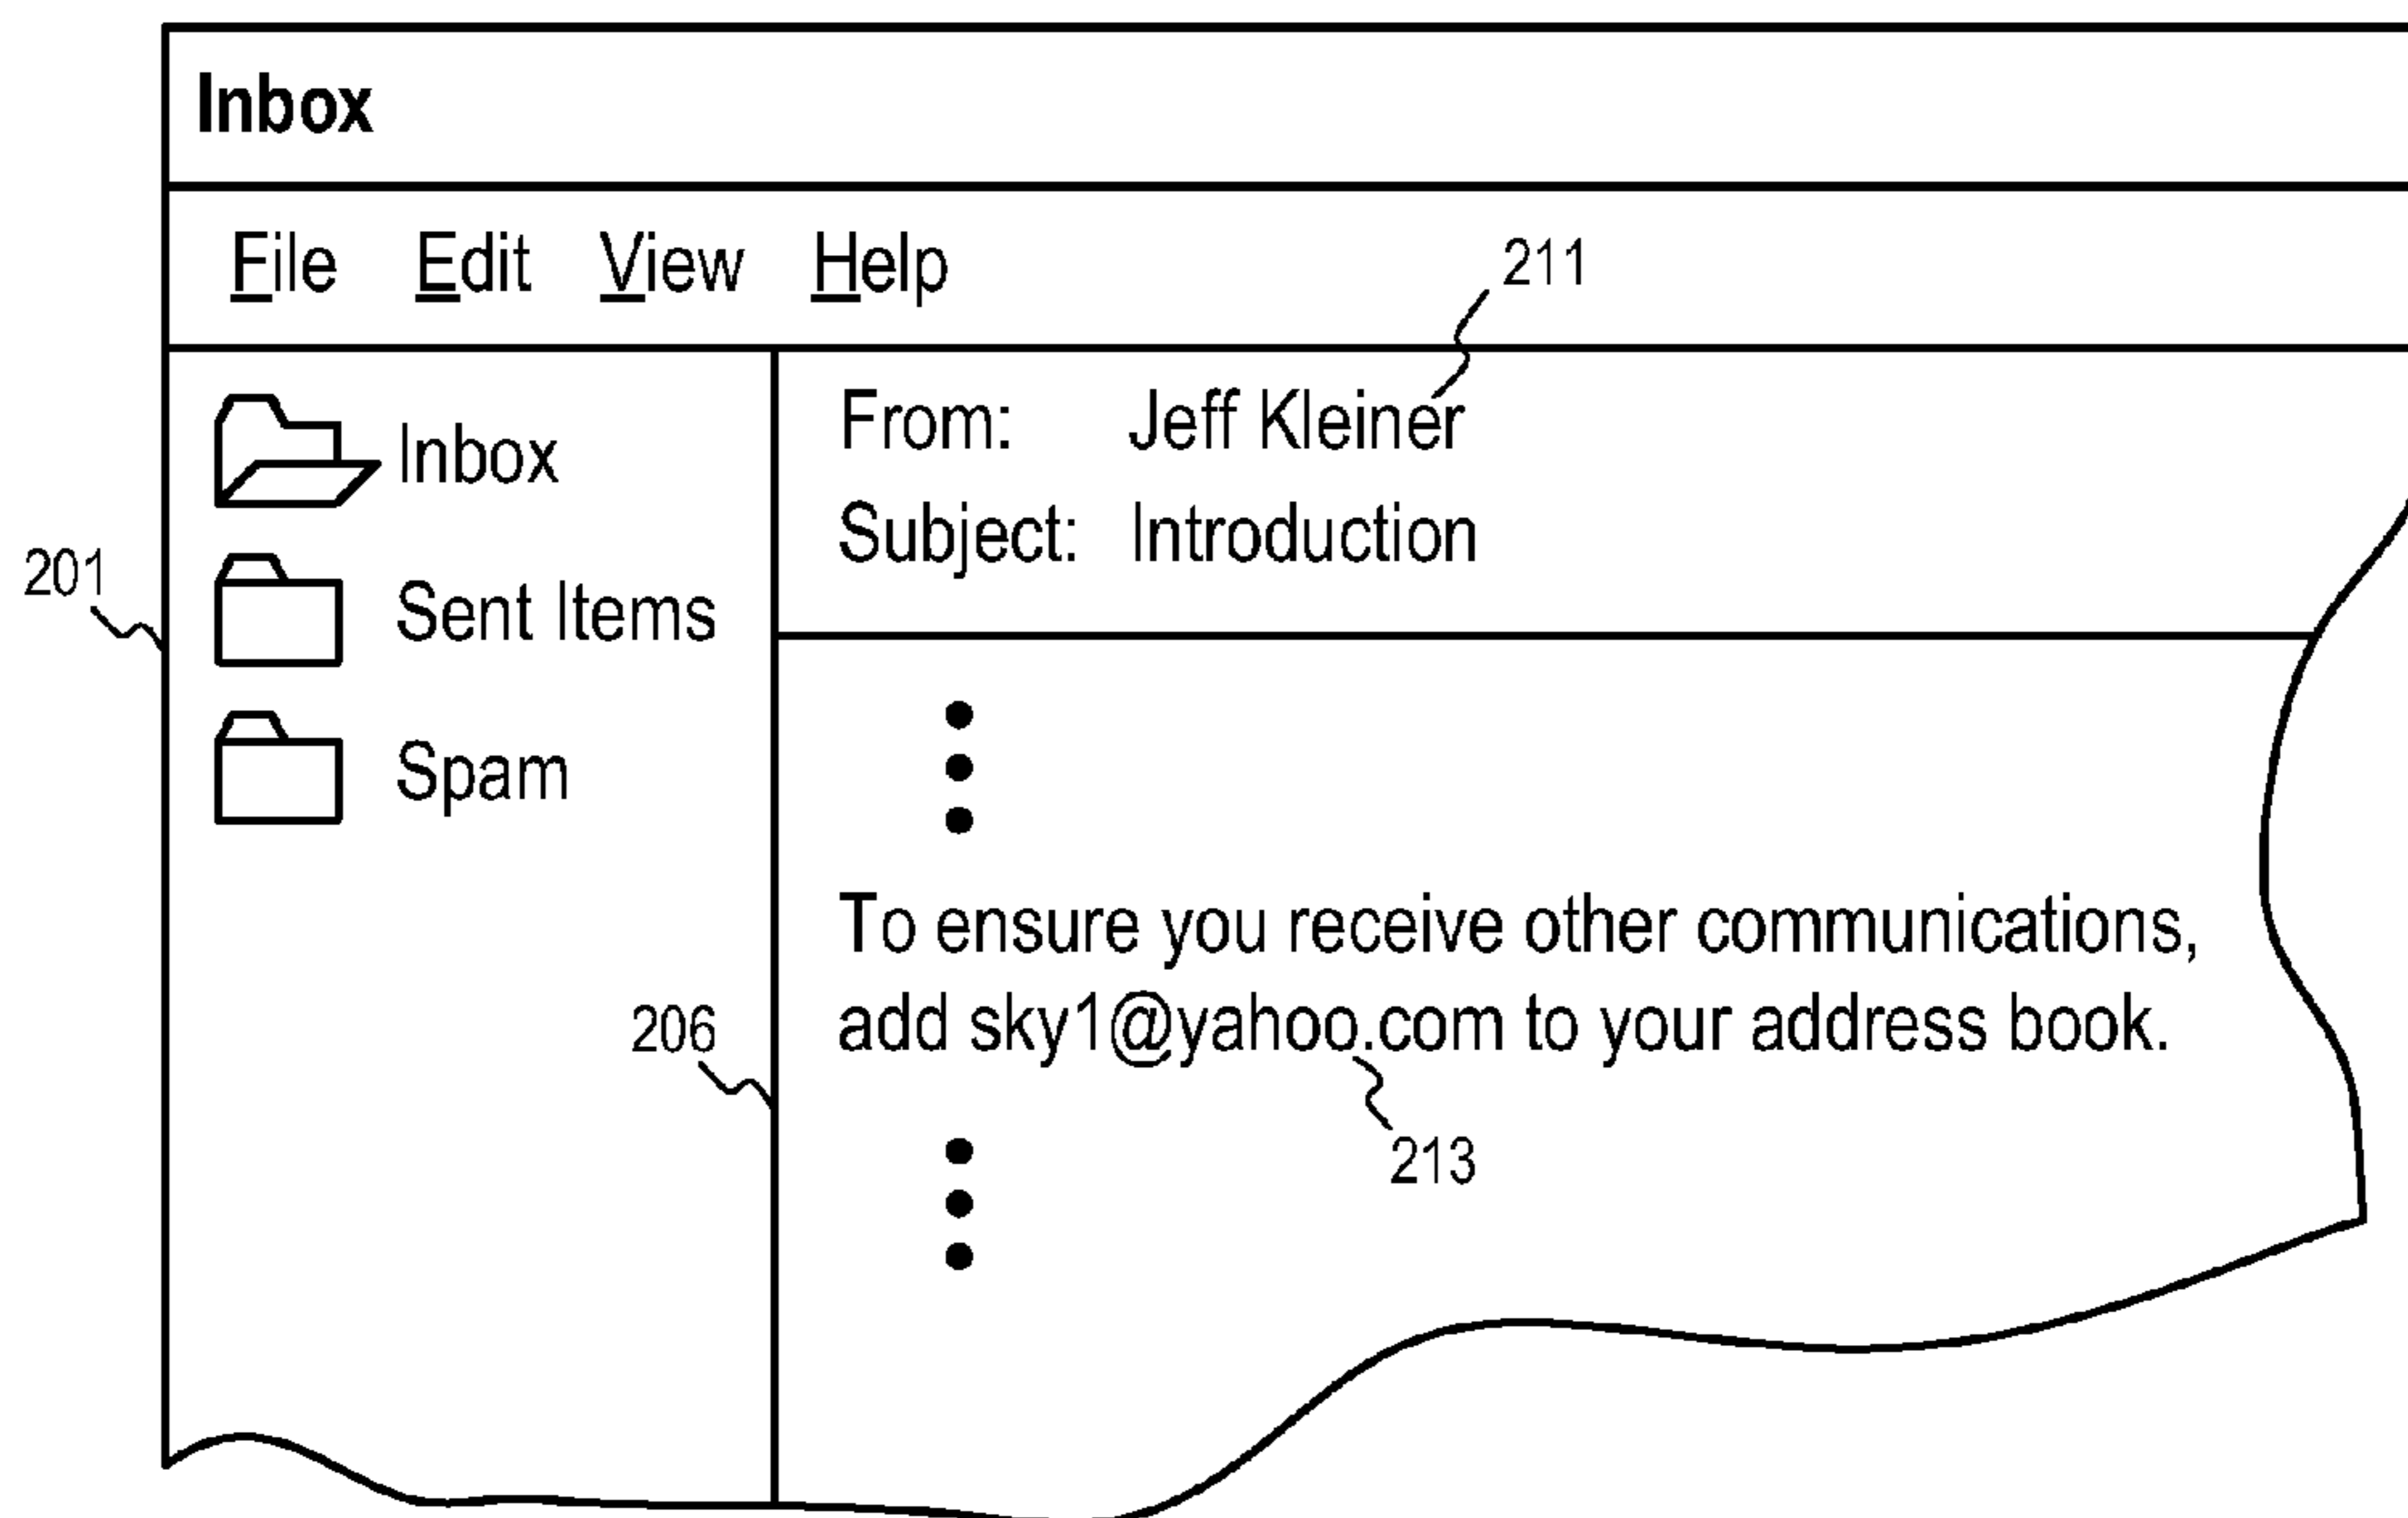 Inbox
File Edit View Help
211
Inbox
Sent Items
Spam
201
From: Jeff Kleiner
Subject: Introduction
To ensure you receive other communications,
add sky1@yahoo.com to your address book.
206
213